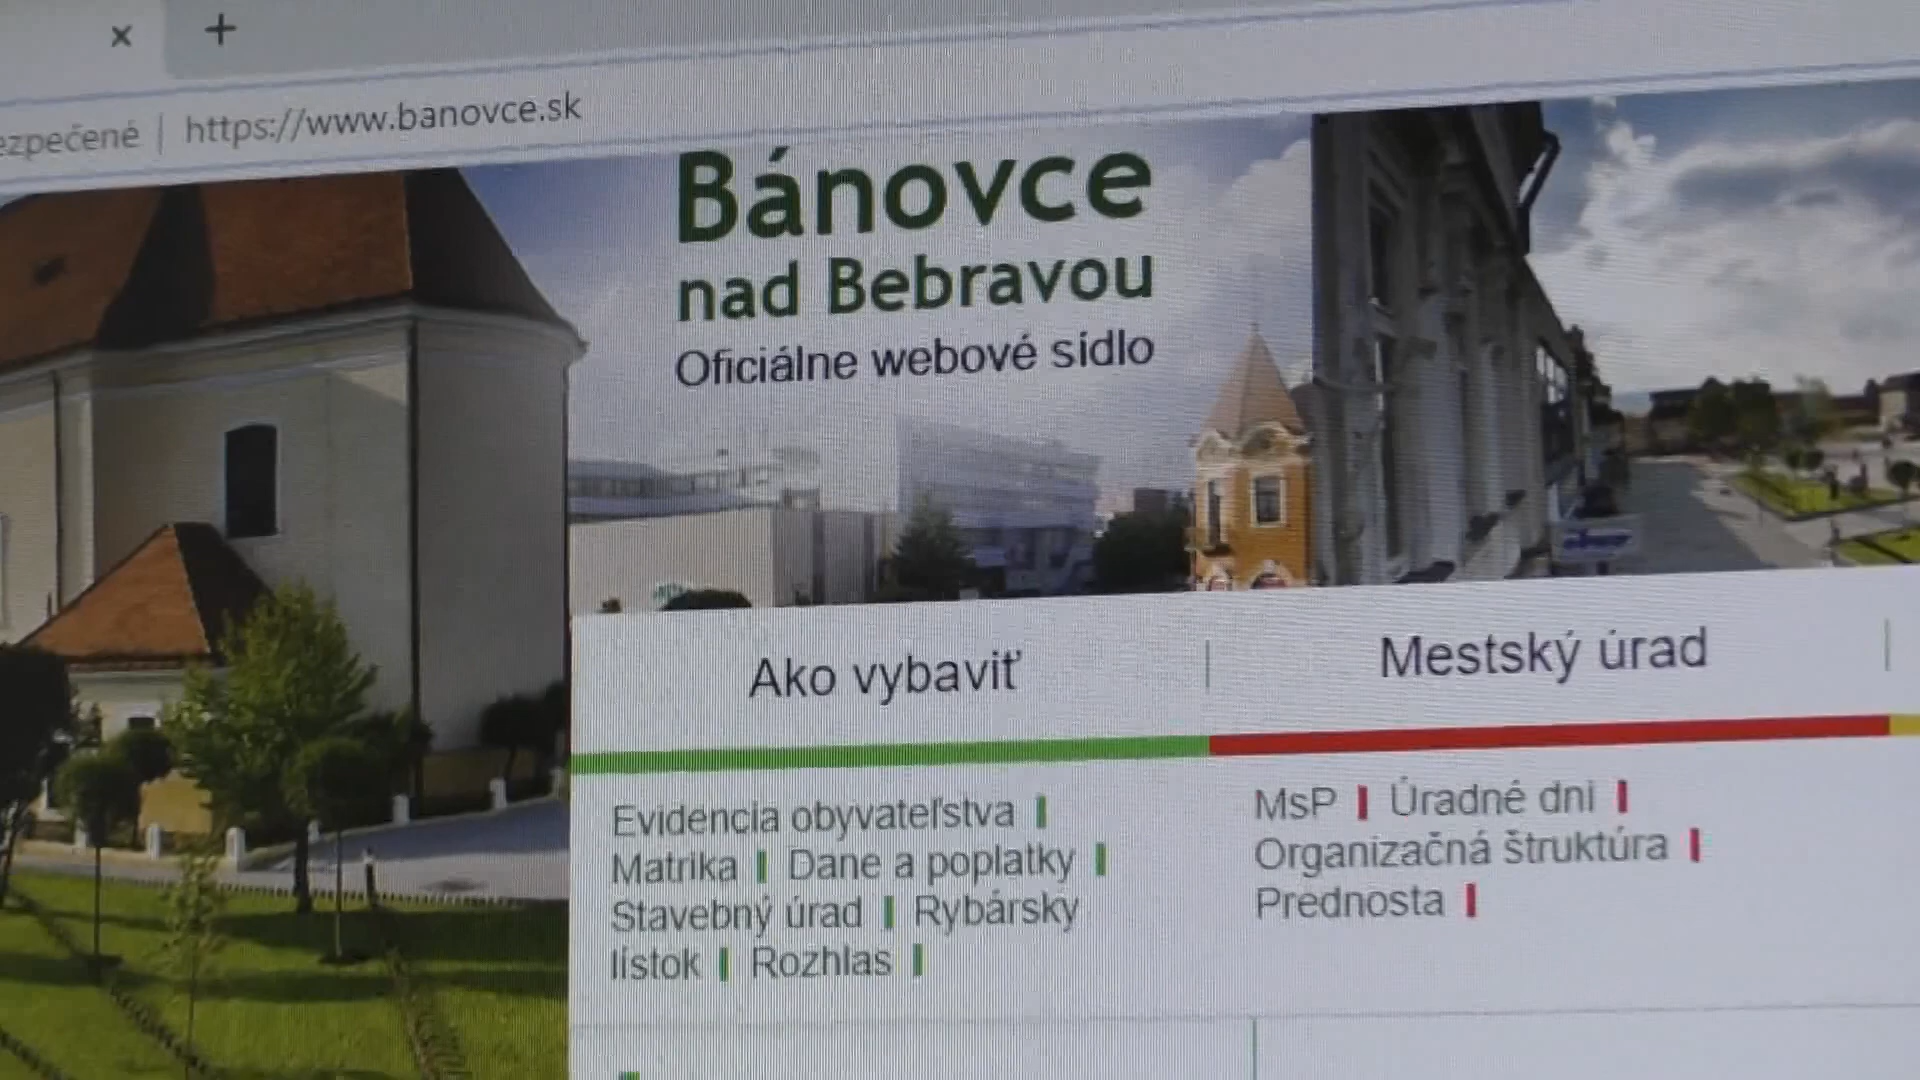 ezpečené | https://www.banovce.sk
Bánovce
nad Bebravou
Oficiálne webové sídlo
Ako vybaviť
Mestský úrad
Evidencia obyvateľstva
Matrika | Dane a poplatky
Stavebný úrad | Rybársky
lístok | Rozhlas
MsP | Úradné dni
Organizačná štruktúra
Prednosta